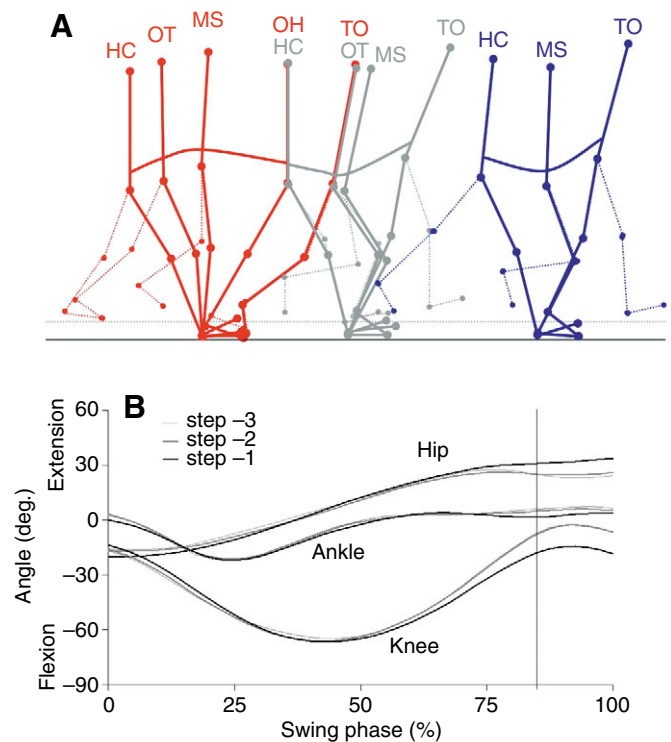 A
HC
OT
MS
OH
HC
TO
OT
MS
TO
HC
MS
TO
B
Extension
Angle (deg.)
Flexion
60
30
0
−30
−60
−90
step −3
step −2
step −1
Hip
Ankle
Knee
0
25
50
75
100
Swing phase (%)